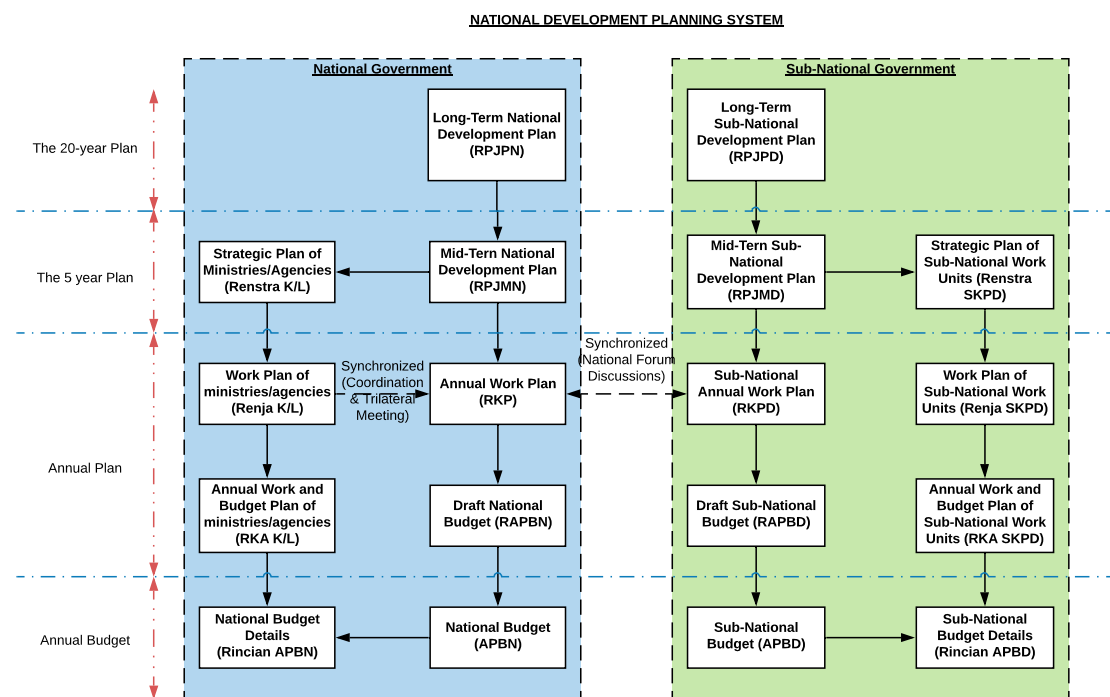 NATIONAL DEVELOPMENT PLANNING SYSTEM
National Government
Sub-National Government
The 20-year Plan
Long-Term National
Development Plan
(RPJPN)
Long-Term
Sub-National
Development Plan
(RPJPD)
The 5 year Plan
Strategic Plan of
Ministries/Agencies
(Renstra K/L)
Mid-Tern National
Development Plan
(RPJMN)
Mid-Tern Sub-
National
Development Plan
(RPJMD)
Strategic Plan of
Sub-National Work
Units (Renstra
SKPD)
Annual Plan
Work Plan of
ministries/agencies
(Renja K/L)
Synchronized
(Coordination
& Trilateral
Meeting)
Annual Work Plan
(RKP)
Synchronized
(National Forum
Discussions)
Sub-National
Annual Work Plan
(RKPD)
Work Plan of
Sub-National Work
Units (Renja SKPD)
Annual Work and
Budget Plan of
ministries/agencies
(RKA K/L)
Draft National
Budget (RAPBN)
Draft Sub-National
Budget (RAPBD)
Annual Work and
Budget Plan of
Sub-National Work
Units (RKA SKPD)
Annual Budget
National Budget
Details
(Rincian APBN)
National Budget
(APBN)
Sub-National
Budget (APBD)
Sub-National
Budget Details
(Rincian APBD)